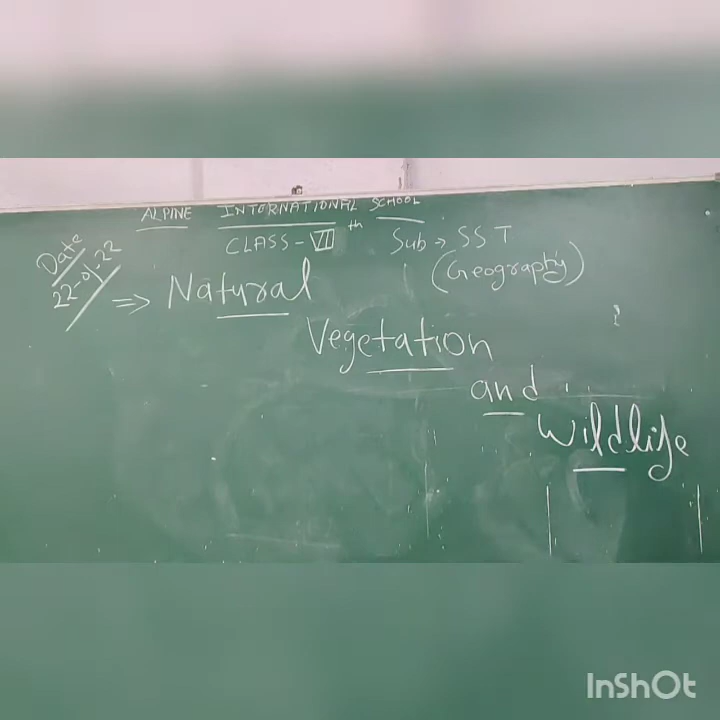 ALPINE INTERNATIONAL SCHOOL
CLASS - VII th Sub → SST
(Geography)
Date
22-01-22
⇒ Natural
Vegetation
and
Wildlife
InShOt